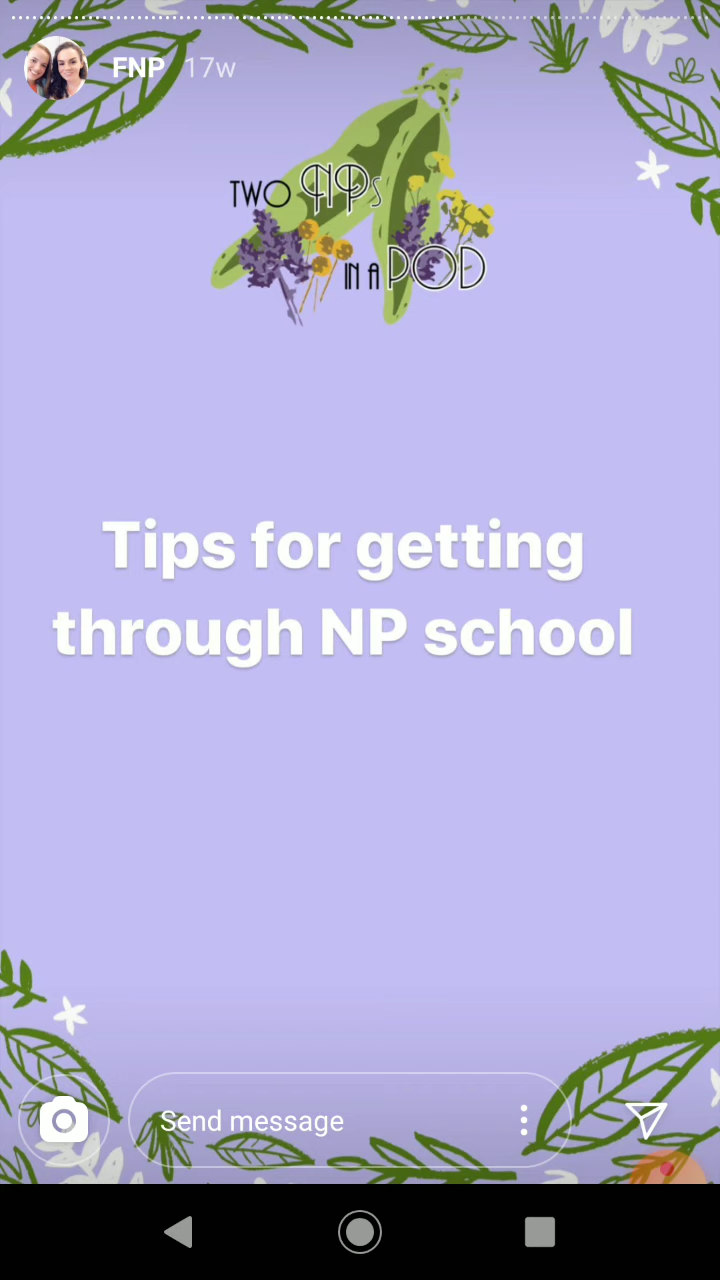 FNP 17w
TWO NPs
IN A POD
Tips for getting
through NP school
Send message